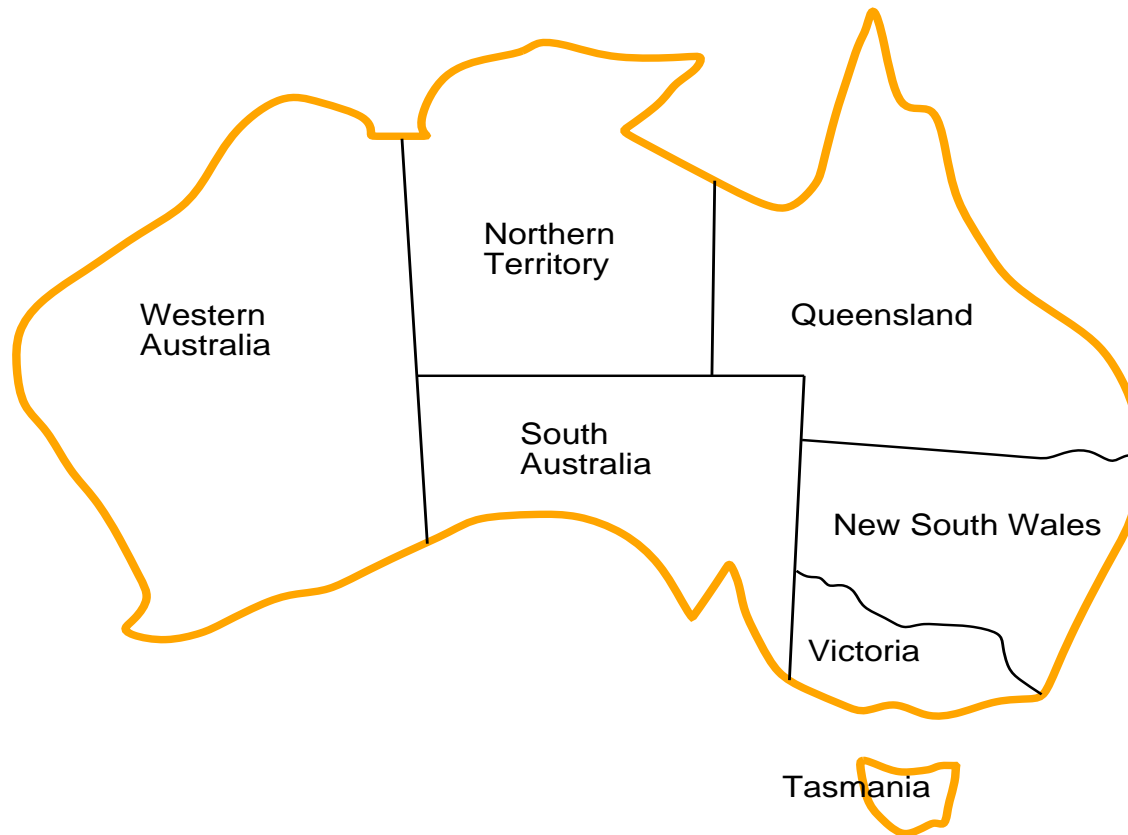 Northern
Territory
Western
Australia
Queensland
South
Australia
New South Wales
Victoria
Tasmania